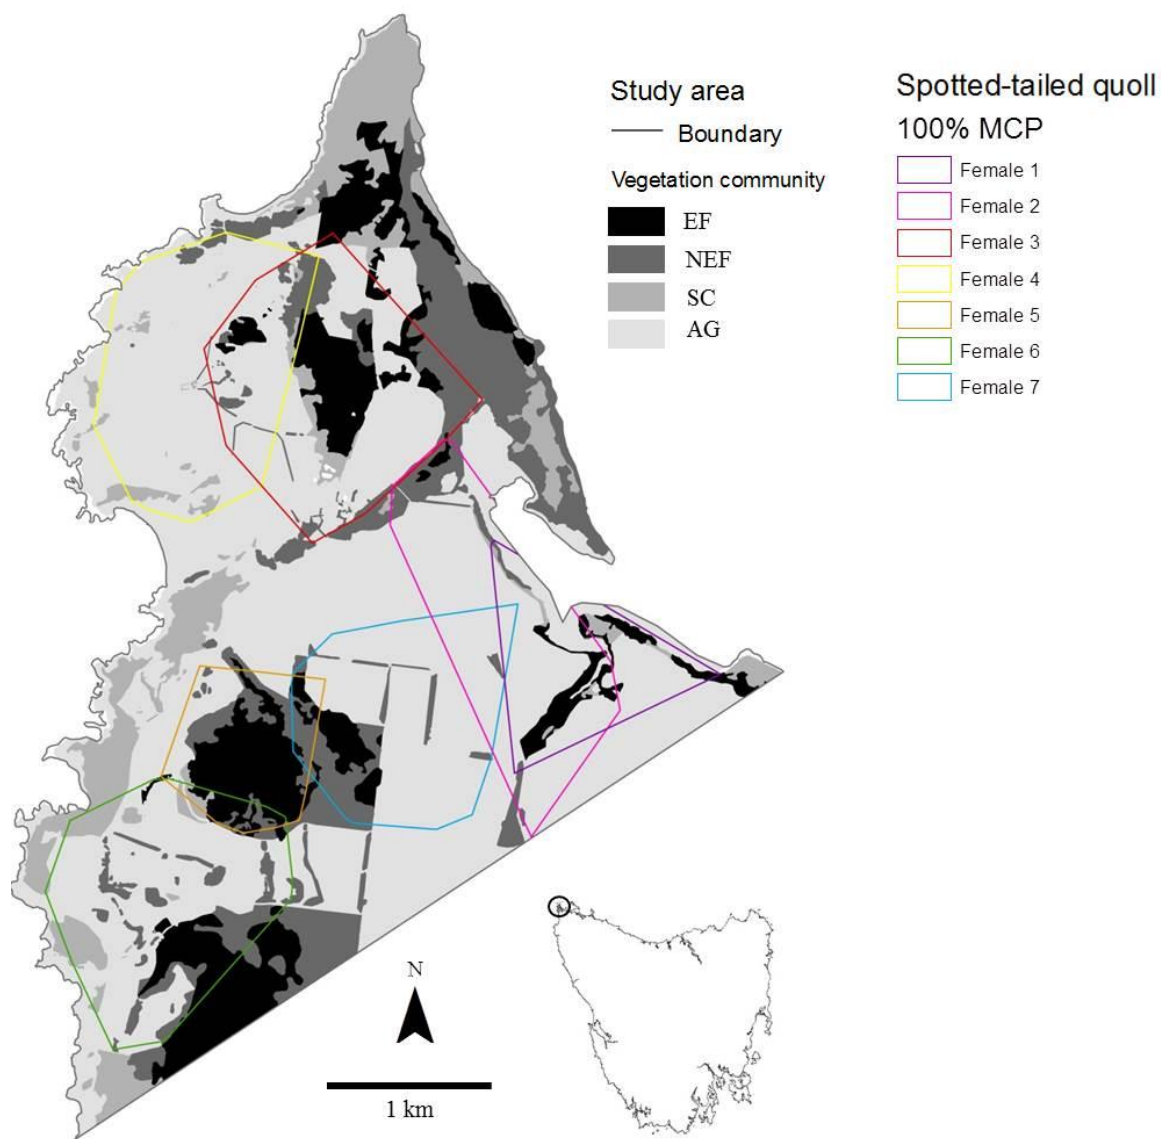 Study area
Boundary
Vegetation community
EF
NEF
SC
AG
Spotted-tailed quoll
100% MCP
Female 1
Female 2
Female 3
Female 4
Female 5
Female 6
Female 7
N
1 km